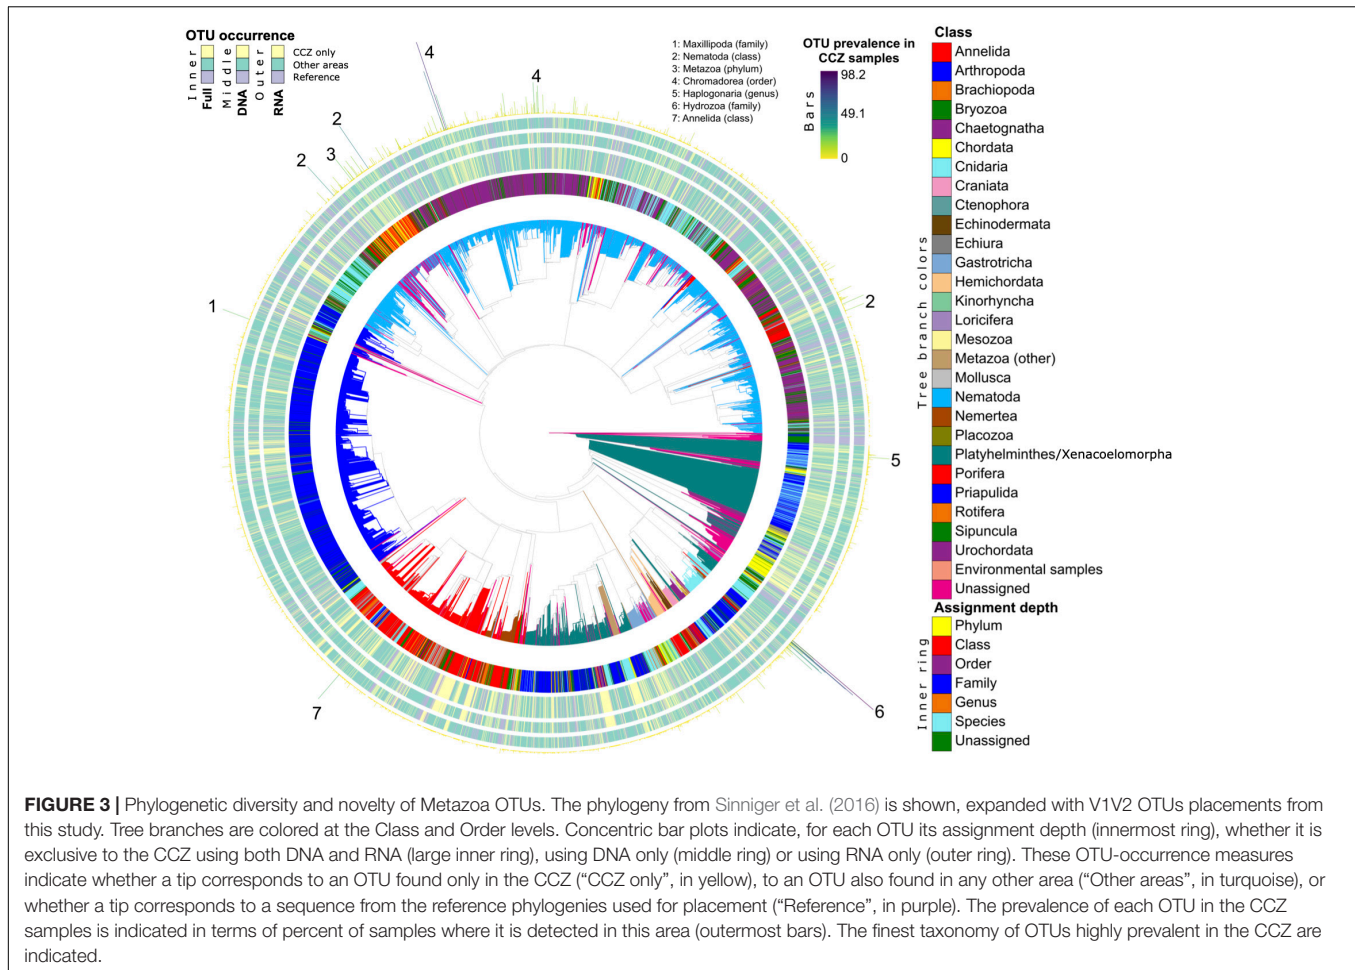 OTU occurrence
Inner
Middle
Outer
CCZ only
Other areas
Reference
Full
DNA
RNA
1: Maxillipoda (family)
2: Nematoda (class)
3: Metazoa (phylum)
4: Chromadorea (order)
5: Haplogonaria (genus)
6: Hydrozoa (family)
7: Annelida (class)
OTU prevalence in
CCZ samples
Bars
98.2
49.1
0
4
4
2
3
2
1
2
5
6
7
Class
Tree branch colors
Annelida
Arthropoda
Brachiopoda
Bryozoa
Chaetognatha
Chordata
Cnidaria
Craniata
Ctenophora
Echinodermata
Echiura
Gastrotricha
Hemichordata
Kinorhyncha
Loricifera
Mesozoa
Metazoa (other)
Mollusca
Nematoda
Nemertea
Placozoa
Platyhelminthes/Xenacoelomorpha
Porifera
Priapulida
Rotifera
Sipuncula
Urochordata
Environmental samples
Unassigned
Assignment depth
Inner ring
Phylum
Class
Order
Family
Genus
Species
Unassigned
FIGURE 3 | Phylogenetic diversity and novelty of Metazoa OTUs. The phylogeny from Sinniger et al. (2016) is shown, expanded with V1V2 OTUs placements from
this study. Tree branches are colored at the Class and Order levels. Concentric bar plots indicate, for each OTU its assignment depth (innermost ring), whether it is
exclusive to the CCZ using both DNA and RNA (large inner ring), using DNA only (middle ring) or using RNA only (outer ring). These OTU-occurrence measures
indicate whether a tip corresponds to an OTU found only in the CCZ (“CCZ only”, in yellow), to an OTU also found in any other area (“Other areas”, in turquoise), or
whether a tip corresponds to a sequence from the reference phylogenies used for placement (“Reference”, in purple). The prevalence of each OTU in the CCZ
samples is indicated in terms of percent of samples where it is detected in this area (outermost bars). The finest taxonomy of OTUs highly prevalent in the CCZ are
indicated.